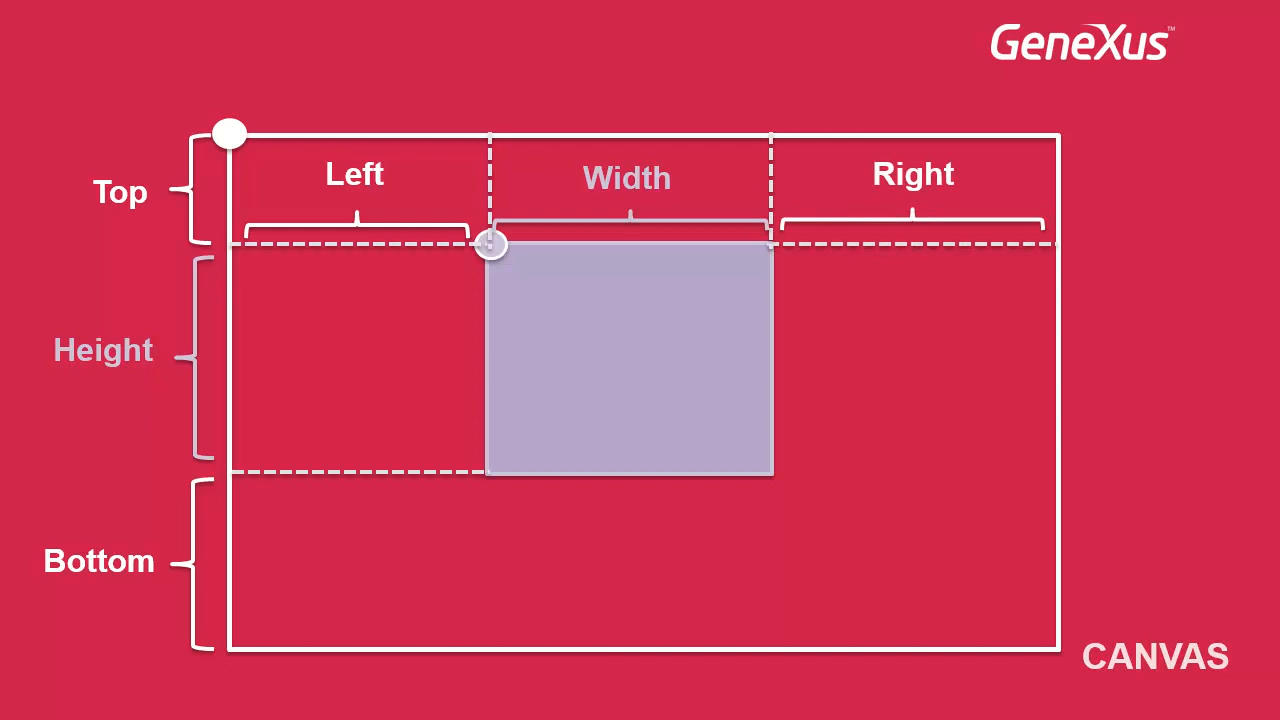 GeneXus™
Left
Width
Right
Top
Height
Bottom
CANVAS